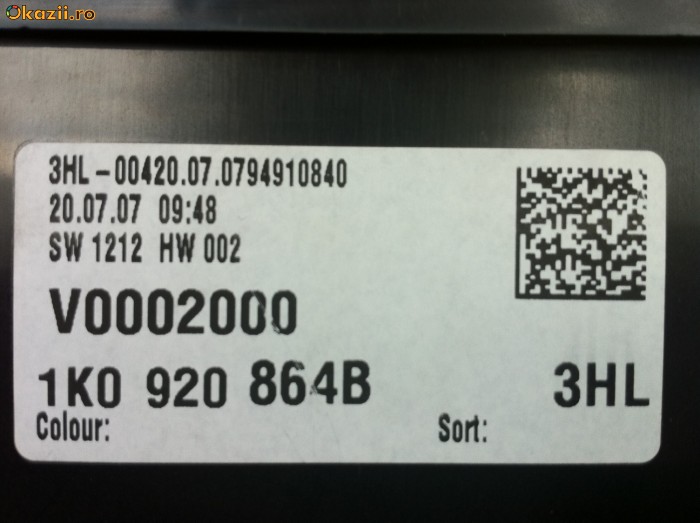 Okazii.ro
3HL-00420.07.0794910840
20.07.07 09:48
SW 1212 HW 002
V0002000
1K0 920 864B 3HL
Colour: Sort: